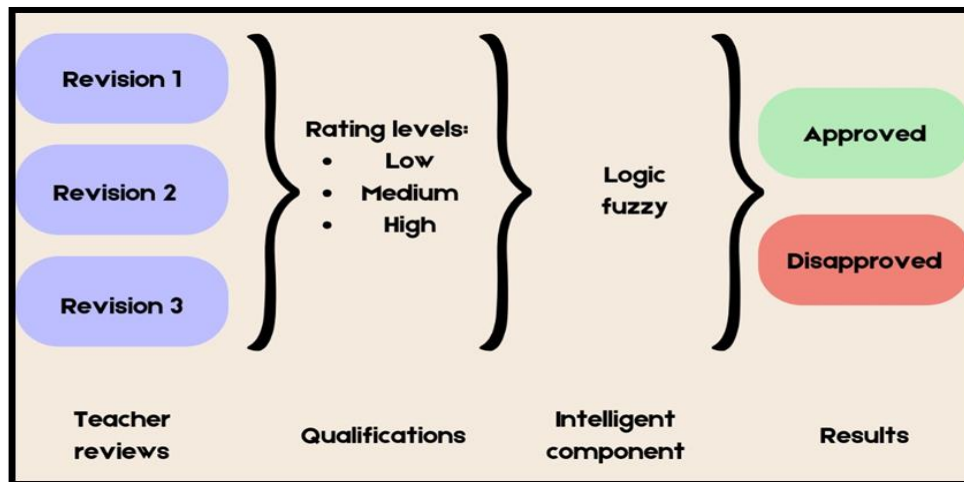 Revision 1
Revision 2
Revision 3
Rating levels:
• Low
• Medium
• High
Logic
fuzzy
Approved
Disapproved
Teacher
reviews
Qualifications
Intelligent
component
Results